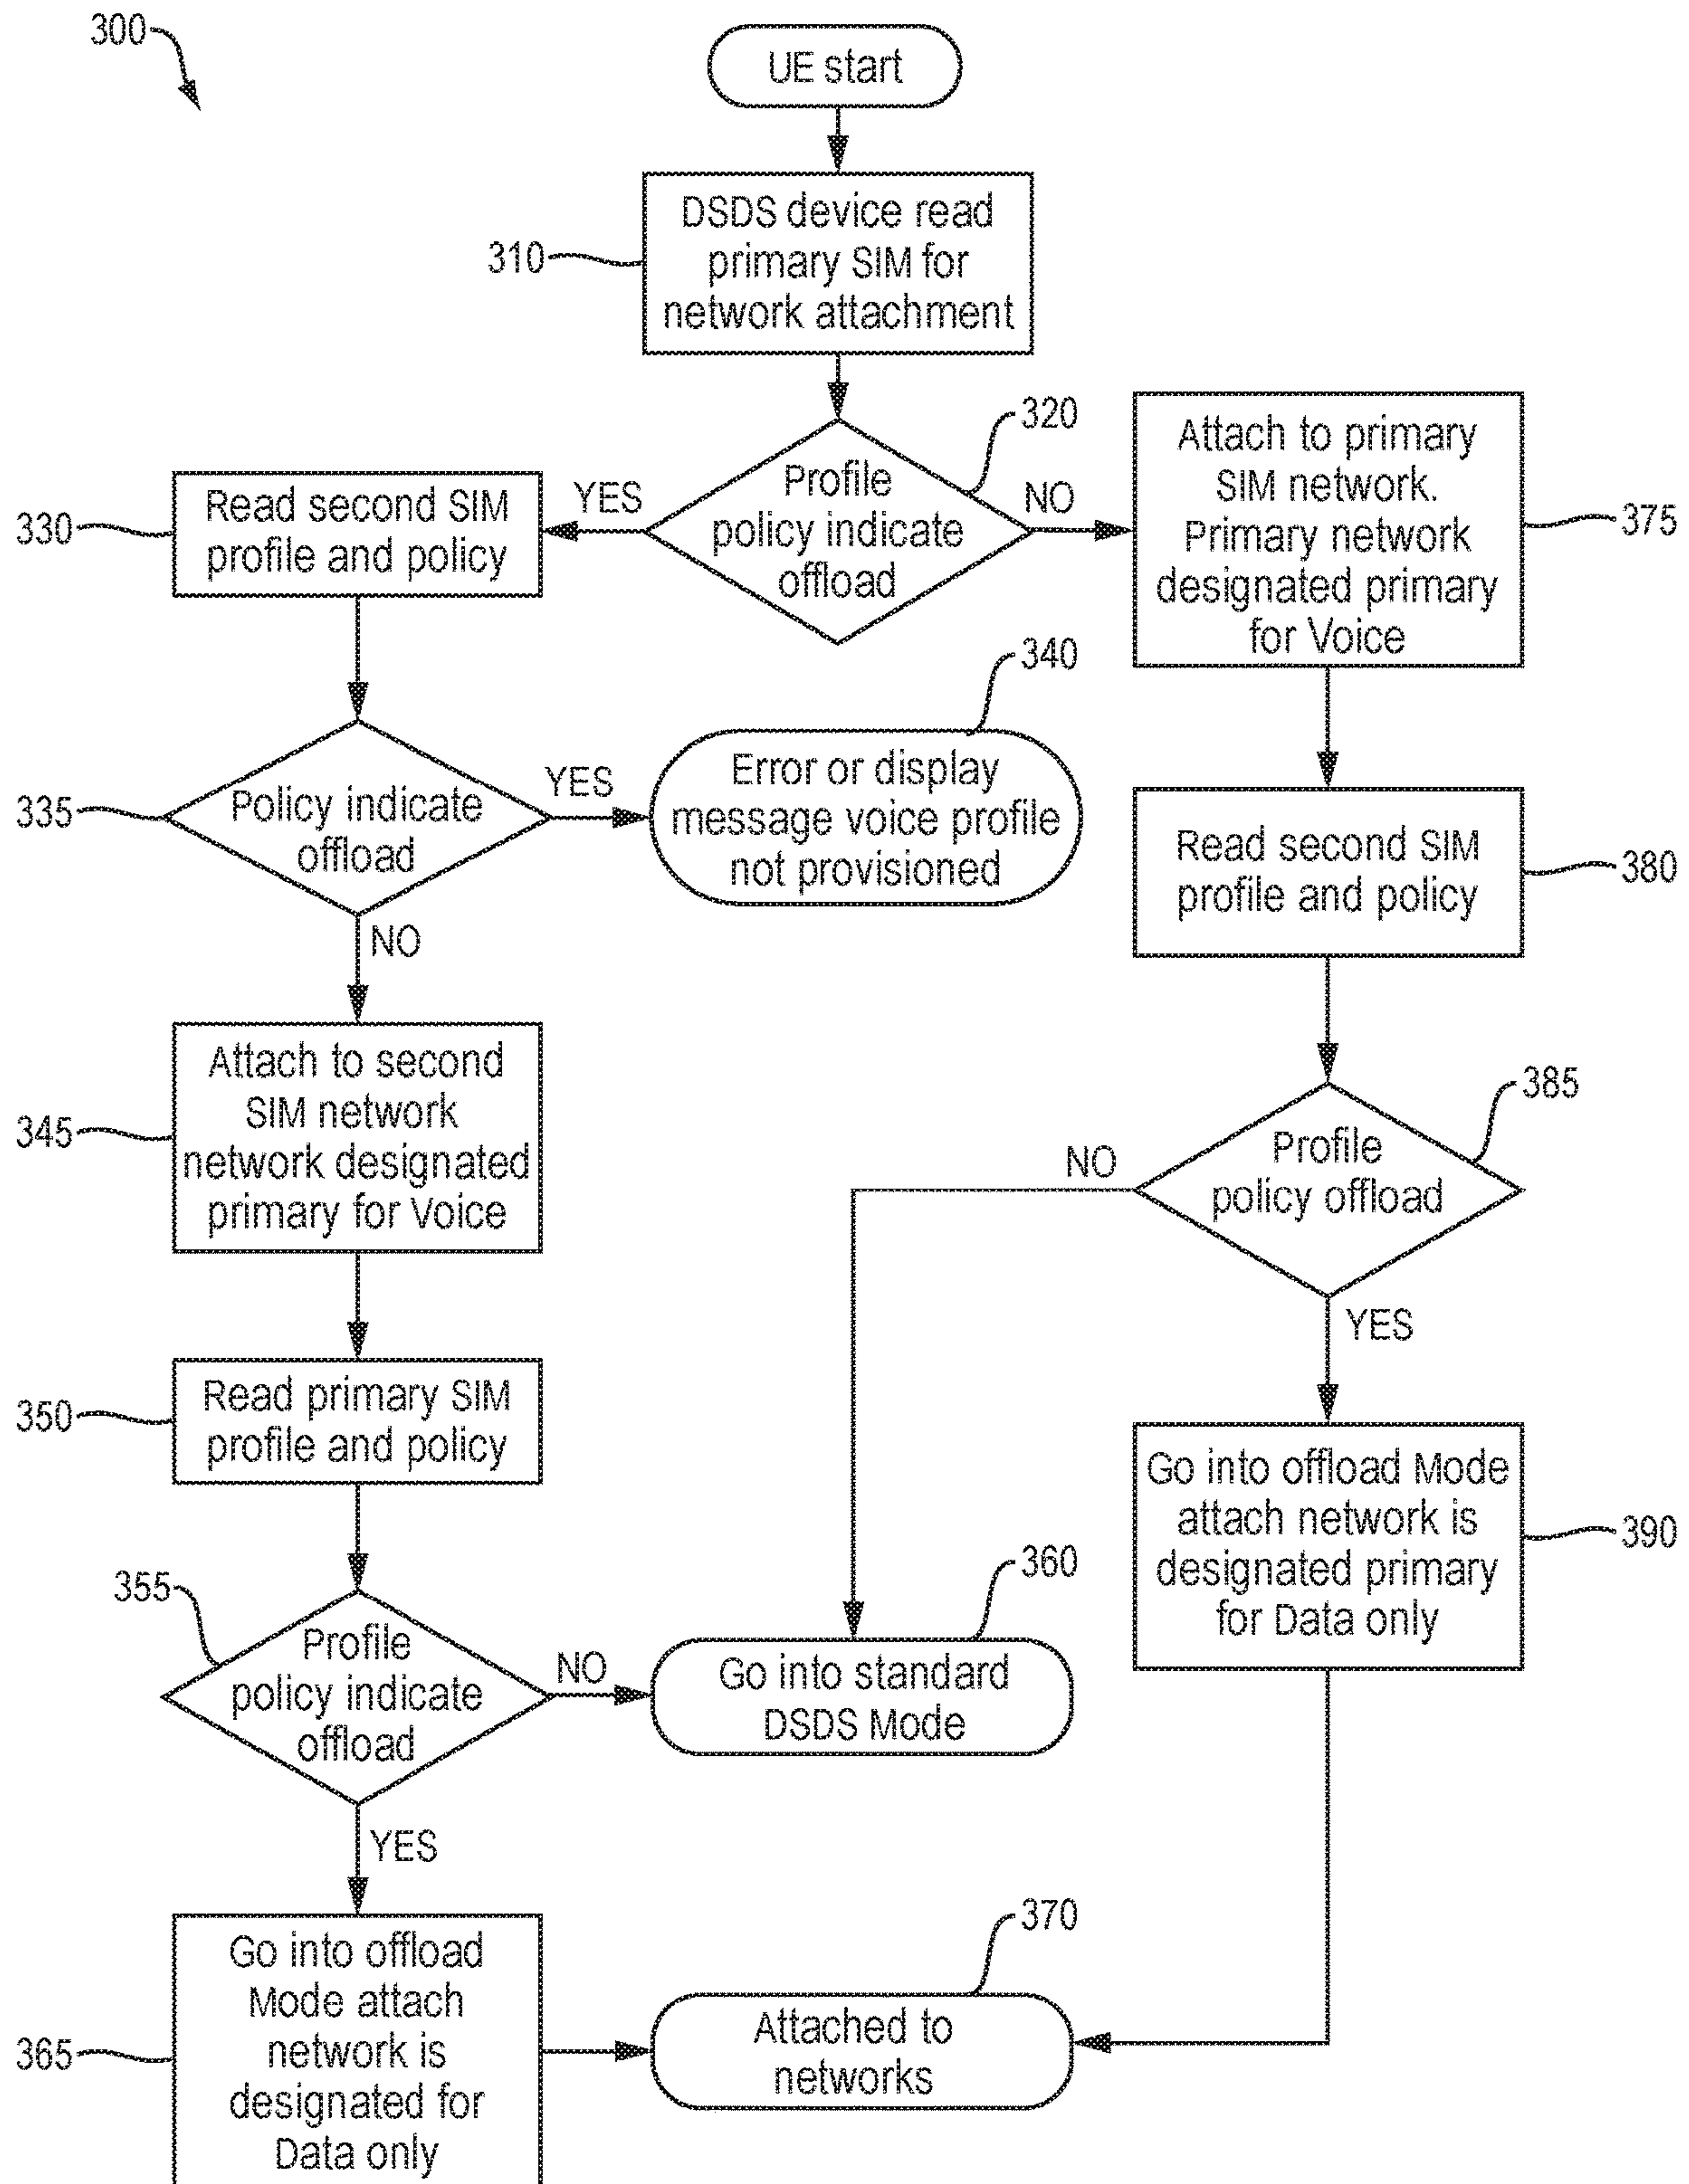 300
UE start
310
DSDS device read
primary SIM for
network attachment
320
Profile
policy indicate
offload
YES
NO
330
Read second SIM
profile and policy
Attach to primary
SIM network.
Primary network
designated primary
for Voice
375
335
Policy indicate
offload
YES
NO
340
Error or display
message voice profile
not provisioned
Read second SIM
profile and policy
380
345
Attach to second
SIM network
network designated
primary for Voice
385
Profile
policy offload
NO
YES
350
Read primary SIM
profile and policy
Go into offload Mode
attach network is
designated primary
for Data only
390
355
Profile
policy indicate
offload
NO
YES
360
Go into standard
DSDS Mode
365
Go into offload
Mode attach
network is
designated for
Data only
370
Attached to
networks